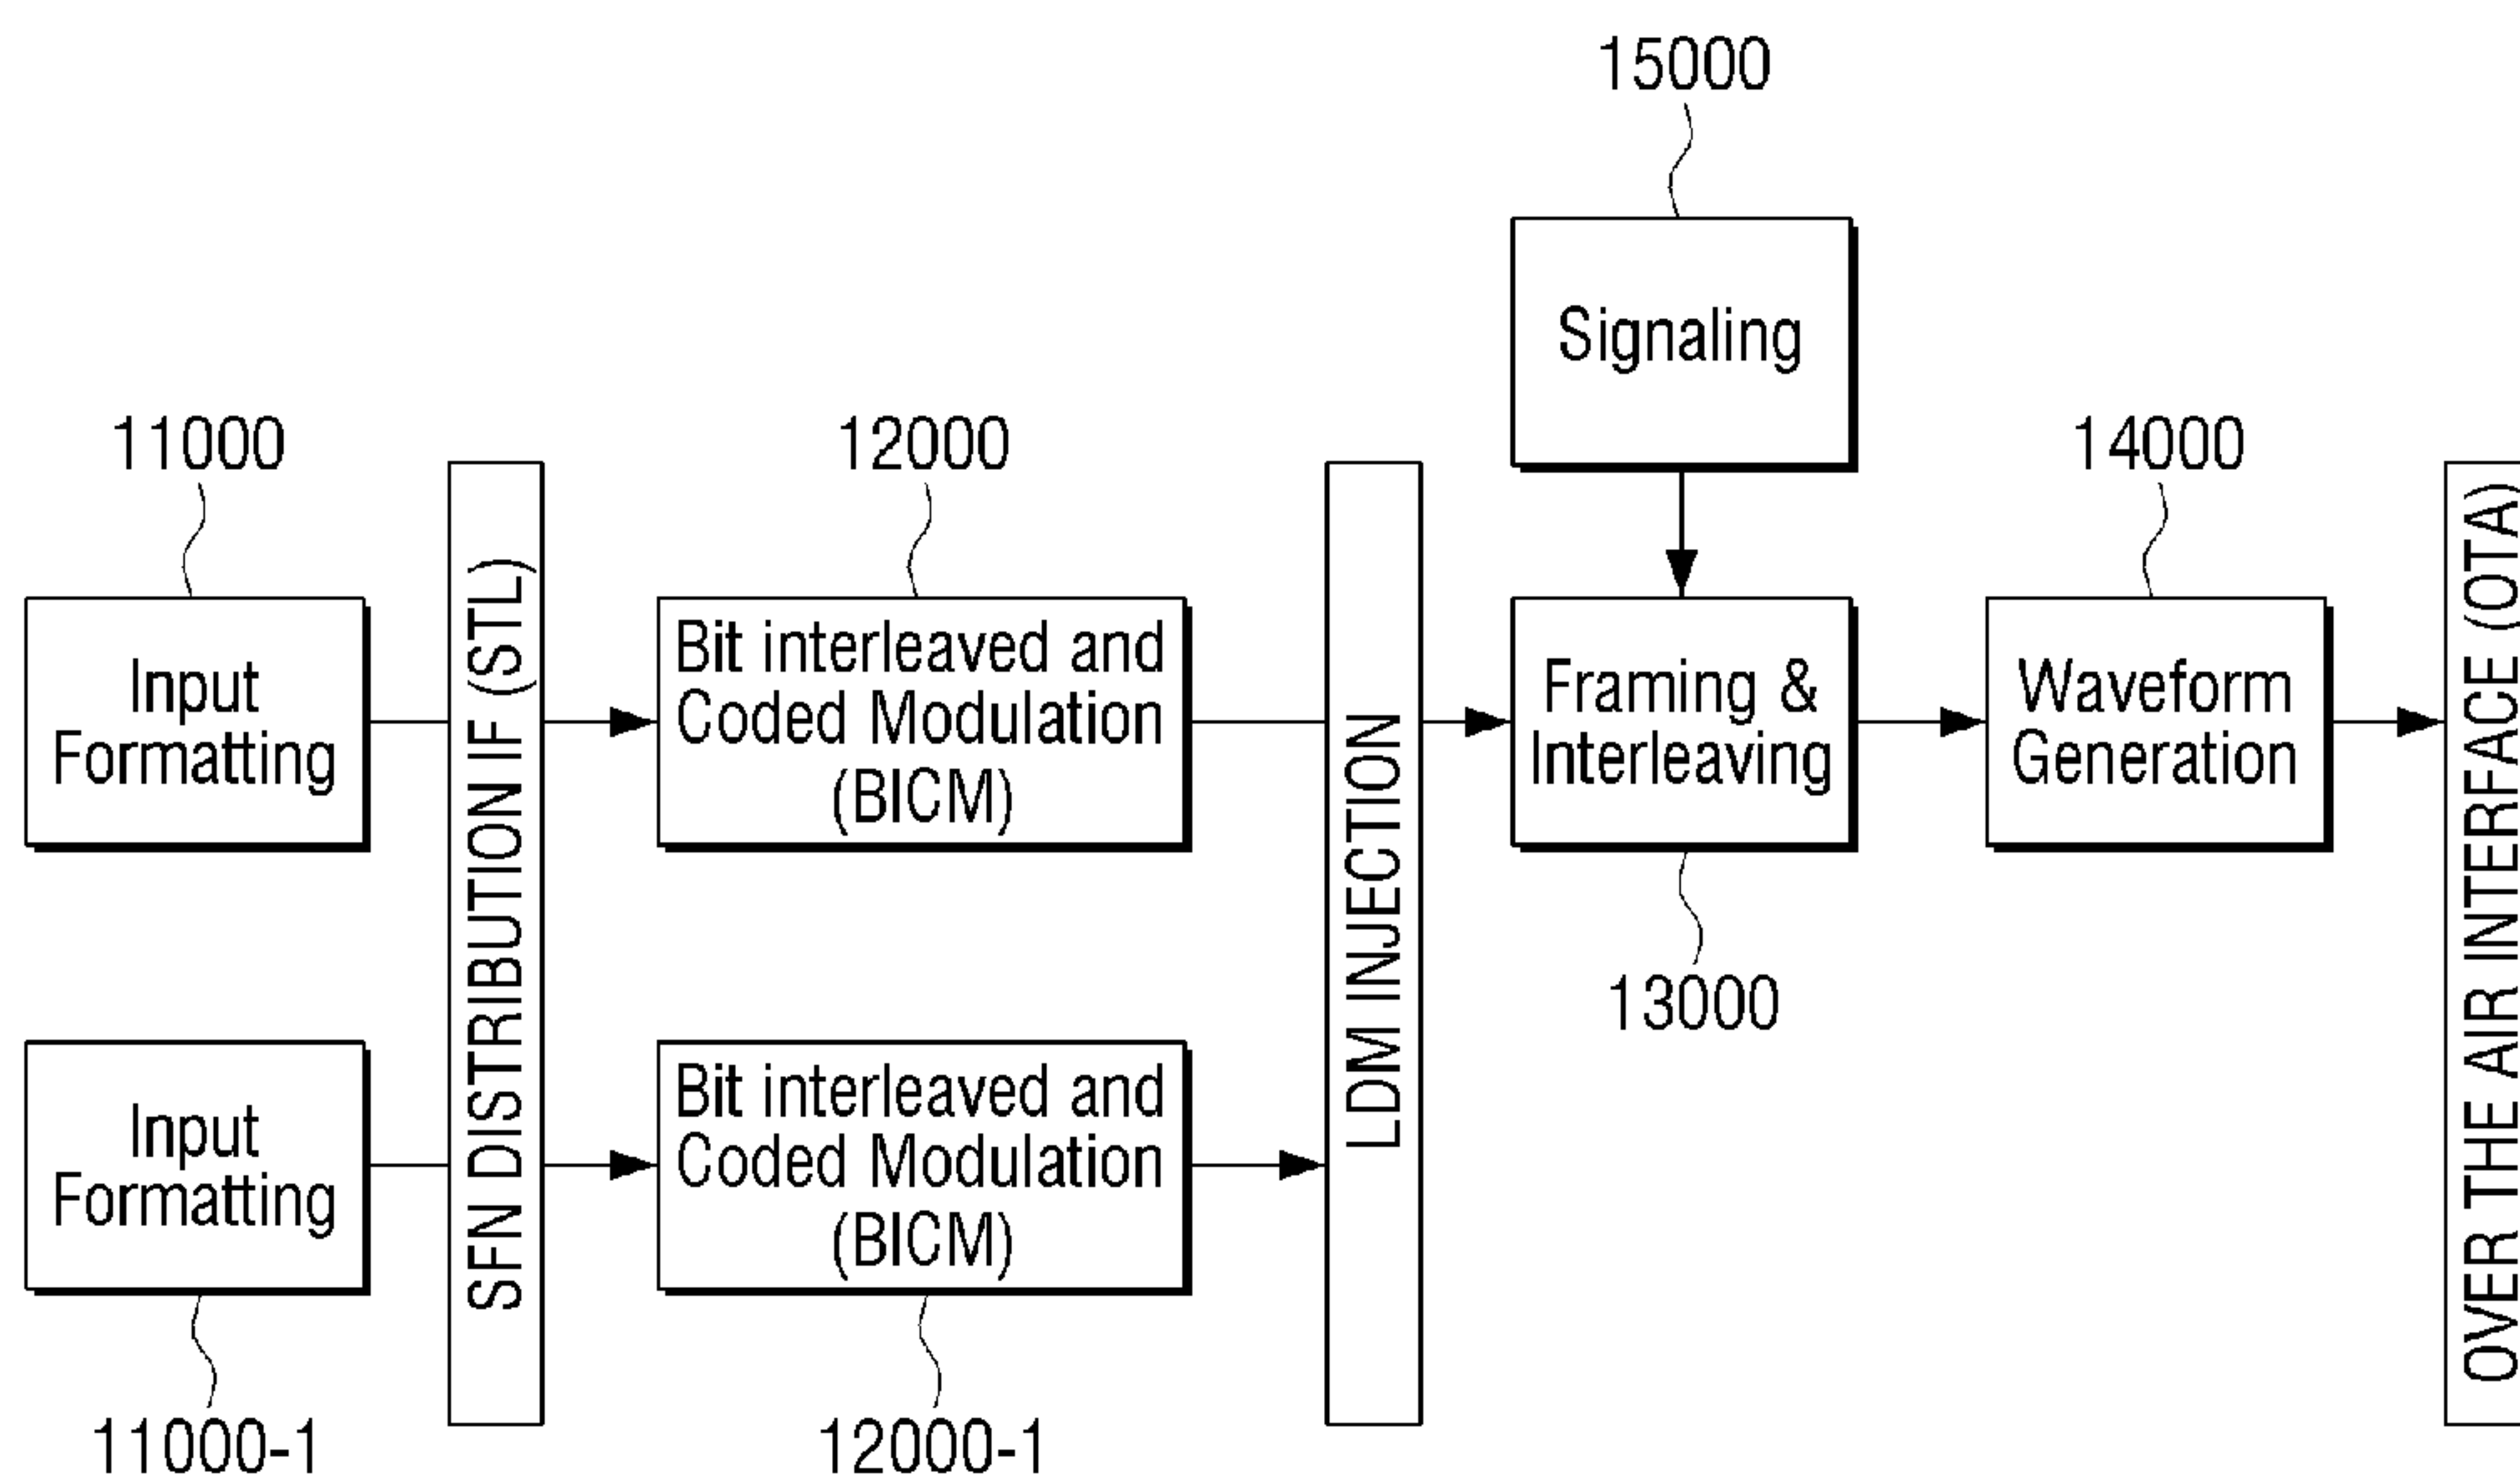 15000
Signaling
11000
12000
14000
Input
Formatting
SFN DISTRIBUTION IF (STL)
Bit interleaved and
Coded Modulation
(BICM)
LDM INJECTION
Framing &
Interleaving
Waveform
Generation
OVER THE AIR INTERFACE (OTA)
13000
Input
Formatting
Bit interleaved and
Coded Modulation
(BICM)
11000-1
12000-1